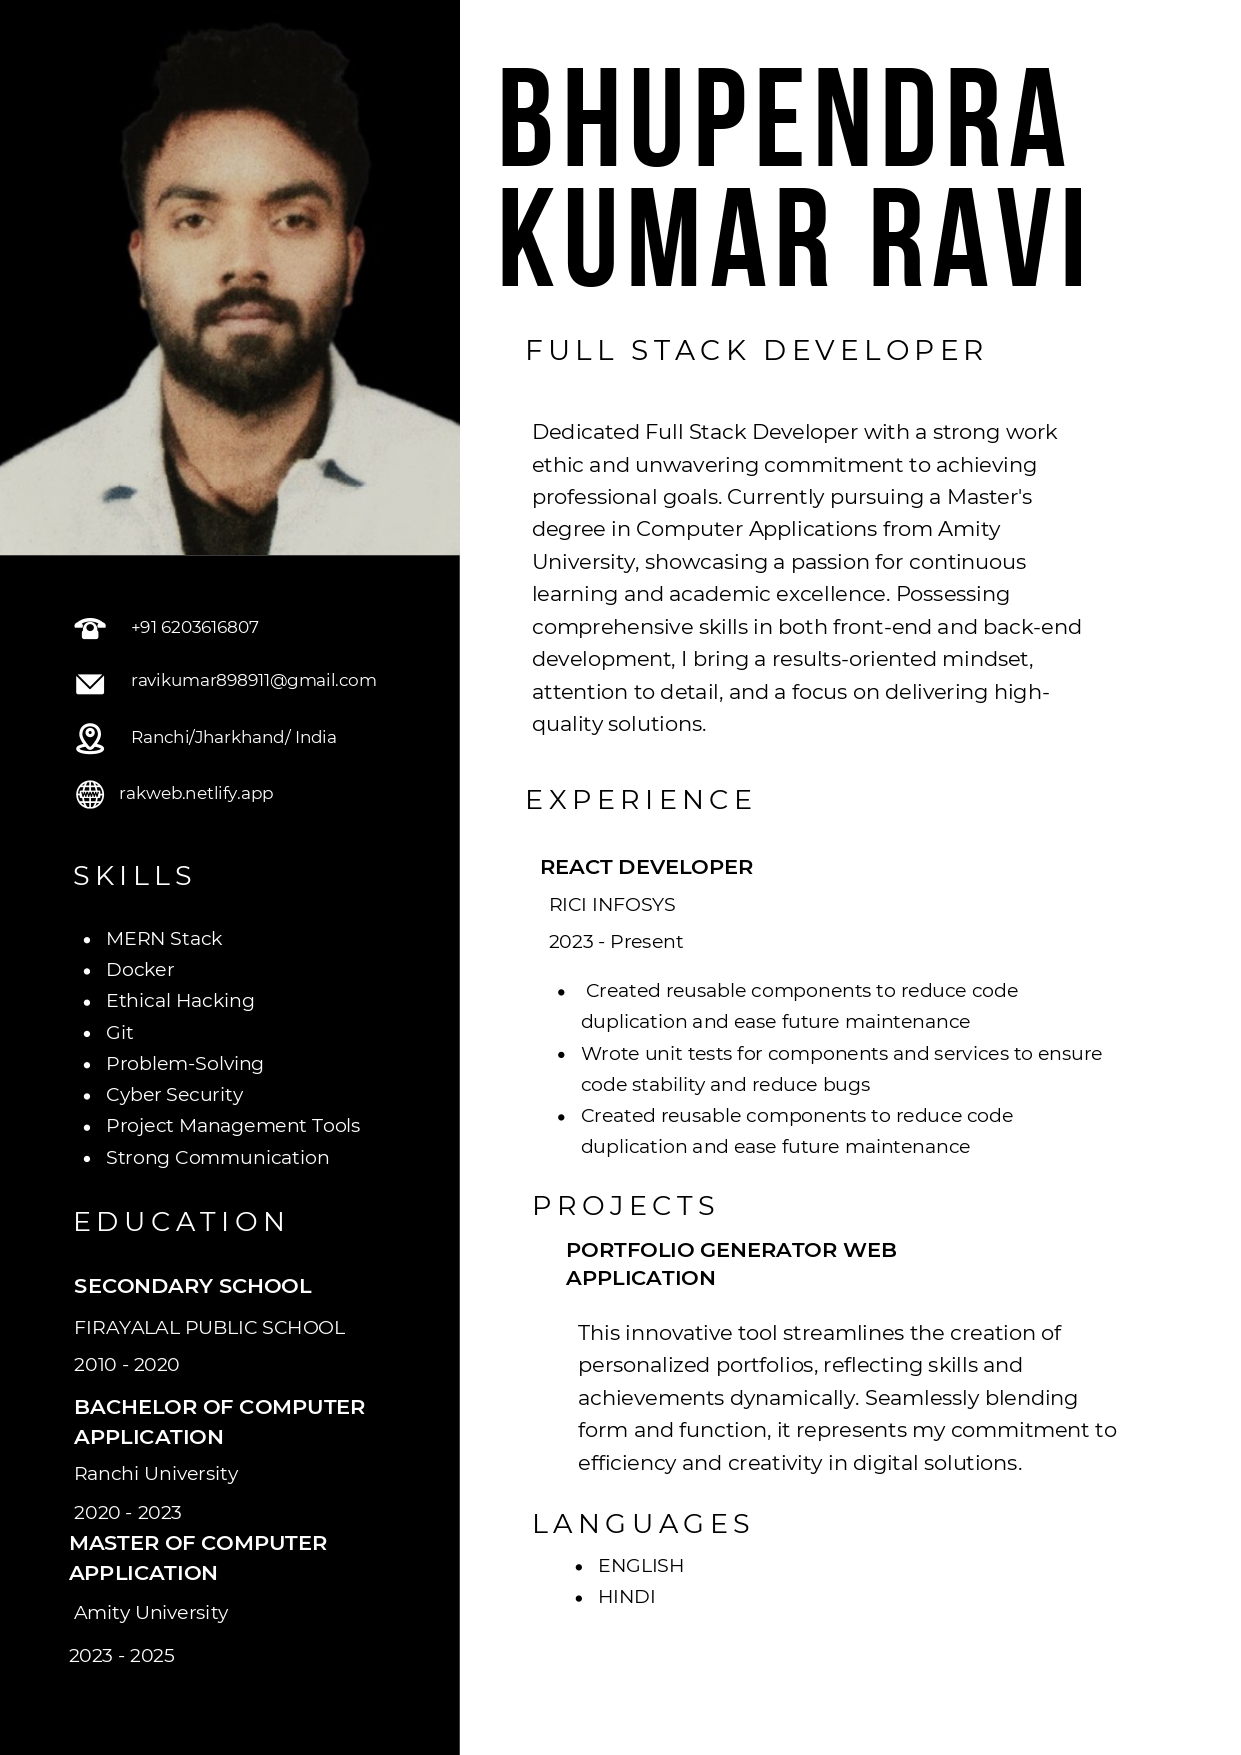 BHUPENDRA
KUMAR RAVI
FULL STACK DEVELOPER
Dedicated Full Stack Developer with a strong work
ethic and unwavering commitment to achieving
professional goals. Currently pursuing a Master's
degree in Computer Applications from Amity
University, showcasing a passion for continuous
learning and academic excellence. Possessing
comprehensive skills in both front-end and back-end
development, I bring a results-oriented mindset,
attention to detail, and a focus on delivering high-
quality solutions.
EXPERIENCE
REACT DEVELOPER
RICI INFOSYS
2023 - Present
• Created reusable components to reduce code
duplication and ease future maintenance
• Wrote unit tests for components and services to ensure
code stability and reduce bugs
• Created reusable components to reduce code
duplication and ease future maintenance
PROJECTS
PORTFOLIO GENERATOR WEB
APPLICATION
This innovative tool streamlines the creation of
personalized portfolios, reflecting skills and
achievements dynamically. Seamlessly blending
form and function, it represents my commitment to
efficiency and creativity in digital solutions.
LANGUAGES
• ENGLISH
• HINDI
+91 6203616807
ravikumar898911@gmail.com
Ranchi/Jharkhand/ India
rakweb.netlify.app
SKILLS
• MERN Stack
• Docker
• Ethical Hacking
• Git
• Problem-Solving
• Cyber Security
• Project Management Tools
• Strong Communication
EDUCATION
SECONDARY SCHOOL
FIRAYALAL PUBLIC SCHOOL
2010 - 2020
BACHELOR OF COMPUTER
APPLICATION
Ranchi University
2020 - 2023
MASTER OF COMPUTER
APPLICATION
Amity University
2023 - 2025